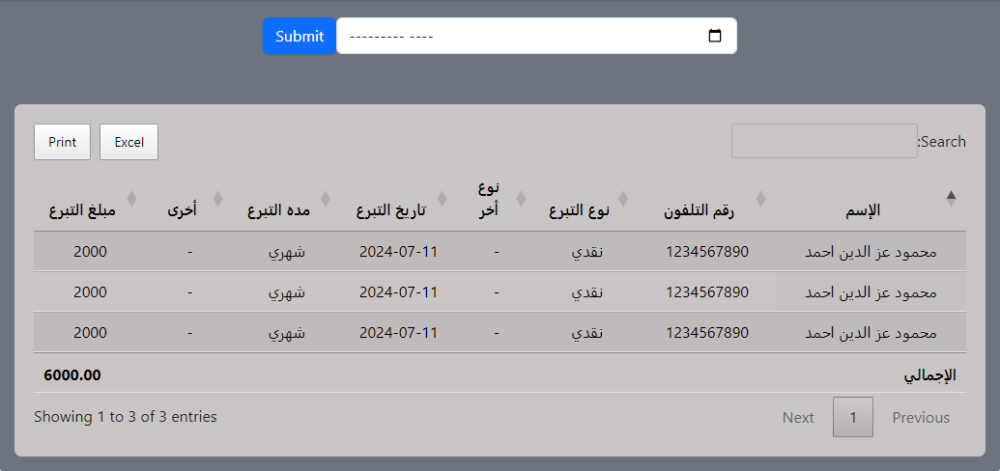 Submit --------- ----
Print Excel Search:
الإسم رقم التلفون نوع التبرع نوع أخر تاريخ التبرع مده التبرع أخرى مبلغ التبرع
محمود عز الدين احمد 1234567890 نقدي - 2024-07-11 شهري - 2000
محمود عز الدين احمد 1234567890 نقدي - 2024-07-11 شهري - 2000
محمود عز الدين احمد 1234567890 نقدي - 2024-07-11 شهري - 2000
الإجمالي 6000.00
Showing 1 to 3 of 3 entries Next 1 Previous